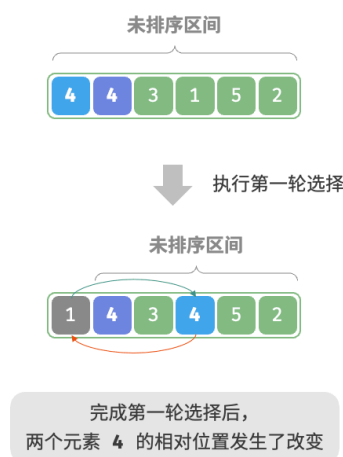 未排序区间
4 4 3 1 5 2
执行第一轮选择
未排序区间
1 4 3 4 5 2
完成第一轮选择后，
两个元素 4 的相对位置发生了改变